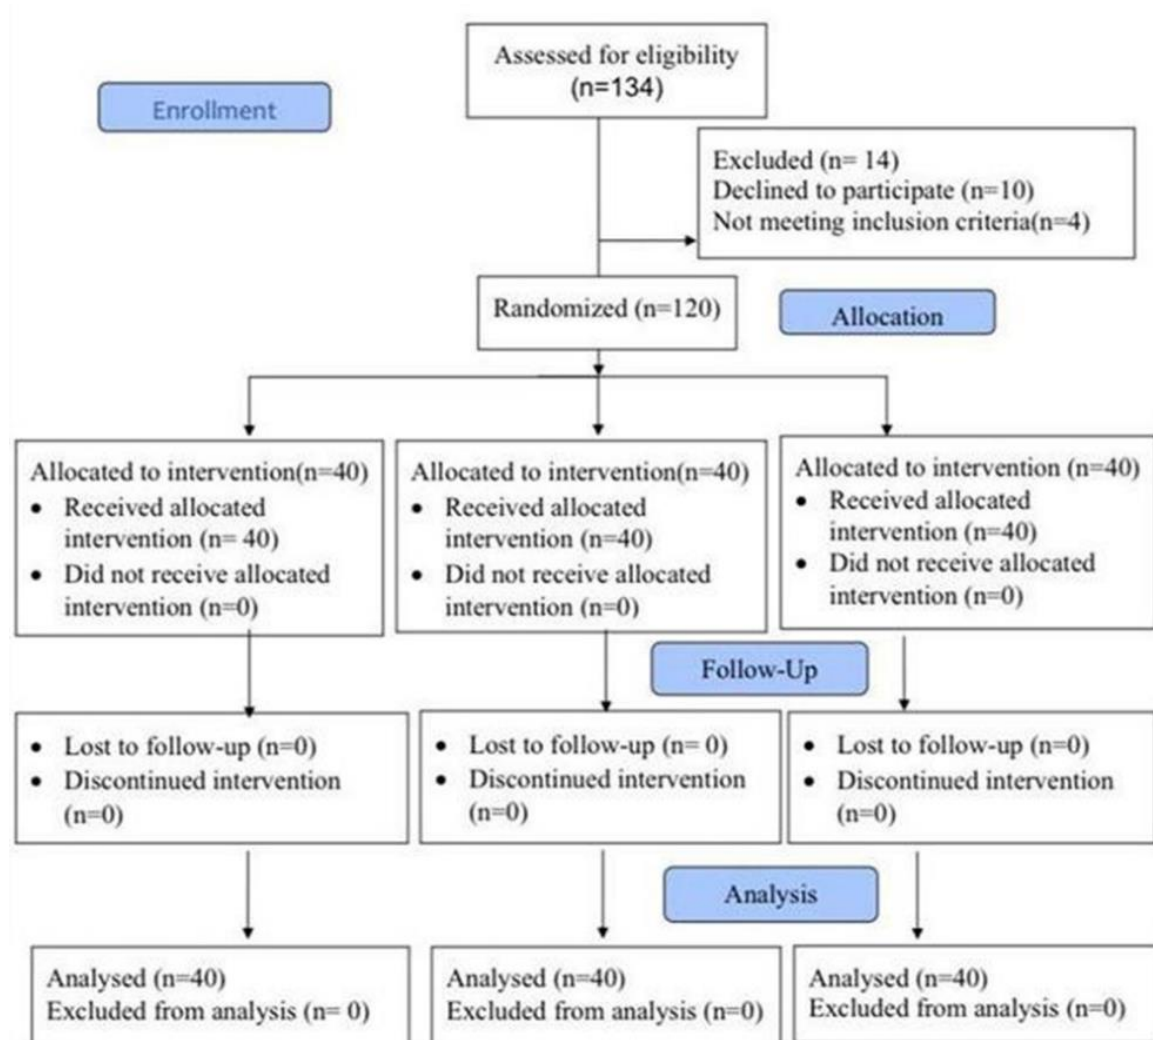 Assessed for eligibility
(n=134)
Enrollment
Excluded (n= 14)
Declined to participate (n=10)
Not meeting inclusion criteria(n=4)
Randomized (n=120)
Allocation
Allocated to intervention(n=40)
• Received allocated
intervention (n= 40)
• Did not receive allocated
intervention (n=0)
Allocated to intervention(n=40)
• Received allocated
intervention (n=40)
• Did not receive allocated
intervention (n=0)
Allocated to intervention (n=40)
• Received allocated
intervention (n=40)
• Did not receive allocated
intervention (n=0)
Follow-Up
• Lost to follow-up (n=0)
• Discontinued intervention
(n=0)
• Lost to follow-up (n= 0)
• Discontinued intervention
(n=0)
• Lost to follow-up (n=0)
• Discontinued intervention
(n=0)
Analysis
Analysed (n=40)
Excluded from analysis (n= 0)
Analysed (n=40)
Excluded from analysis (n=0)
Analysed (n=40)
Excluded from analysis (n=0)